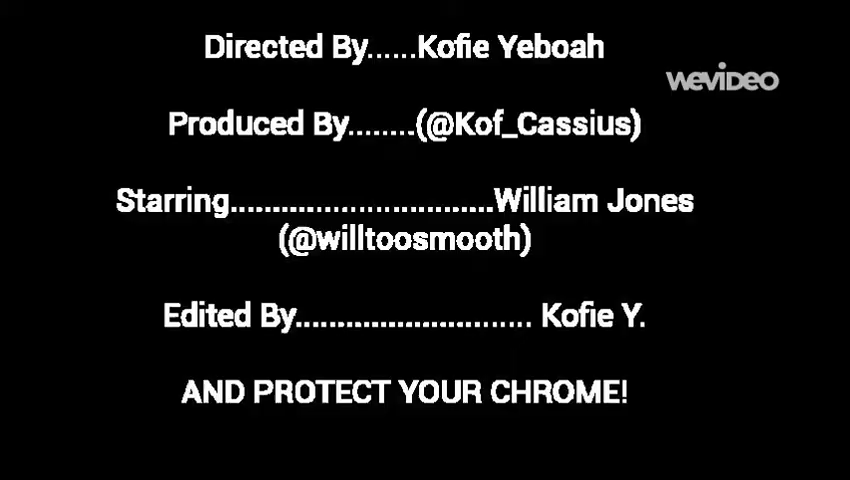 Directed By......Kofie Yeboah
WEVIDEO
Produced By........(@Kof_Cassius)
Starring................................William Jones
(@willtoosmooth)
Edited By............................ Kofie Y.
AND PROTECT YOUR CHROME!